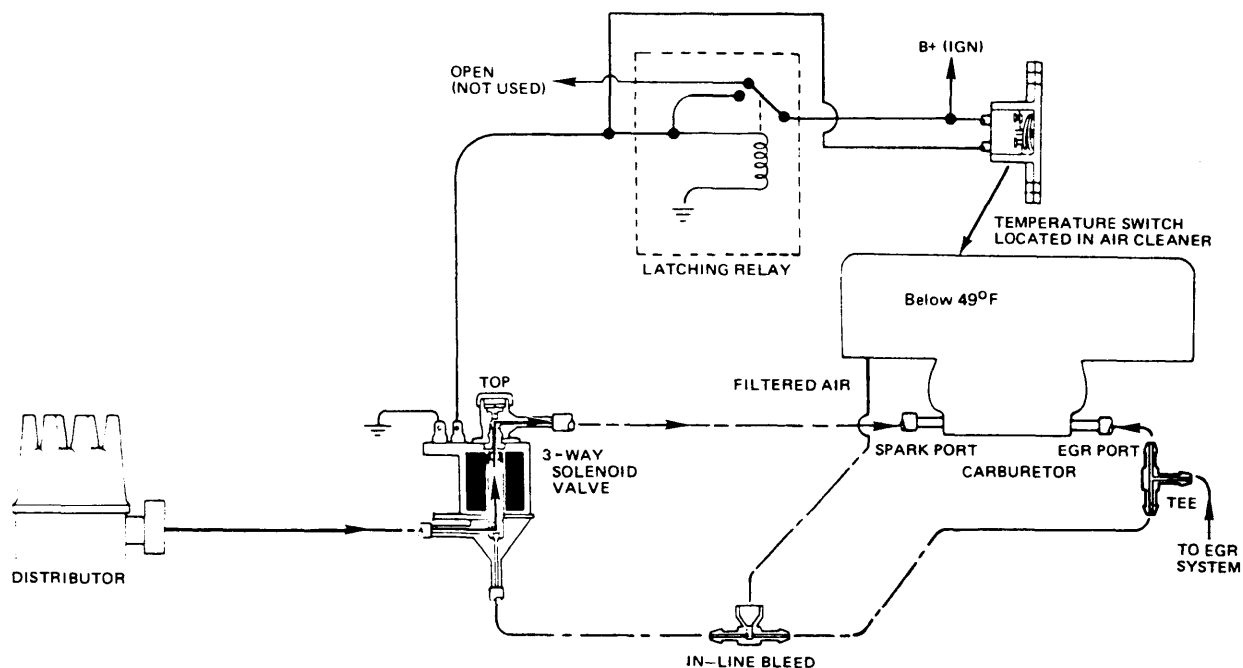 OPEN
(NOT USED)
B+ (IGN)
TEMPERATURE SWITCH
LOCATED IN AIR CLEANER
LATCHING RELAY
Below 49°F
TOP
FILTERED AIR
3-WAY
SOLENOID
VALVE
SPARK PORT
EGR PORT
CARBURETOR
TEE
TO EGR
SYSTEM
DISTRIBUTOR
IN-LINE BLEED